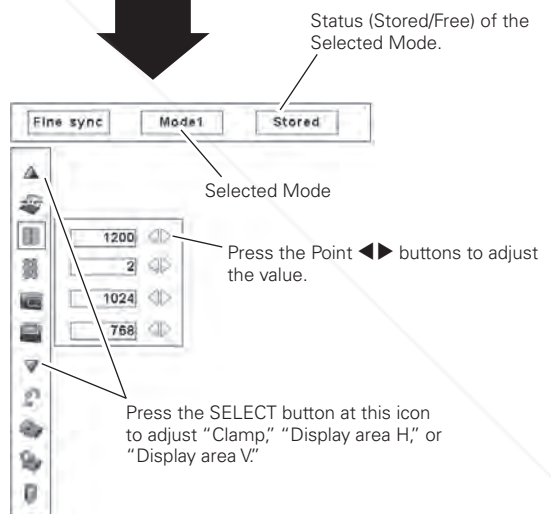 Status (Stored/Free) of the
Selected Mode.
Fine sync Mode1 Stored
Selected Mode
1200
Press the Point ◀▶ buttons to adjust
the value.
2
1024
768
Press the SELECT button at this icon
to adjust “Clamp,” “Display area H,” or
“Display area V.”